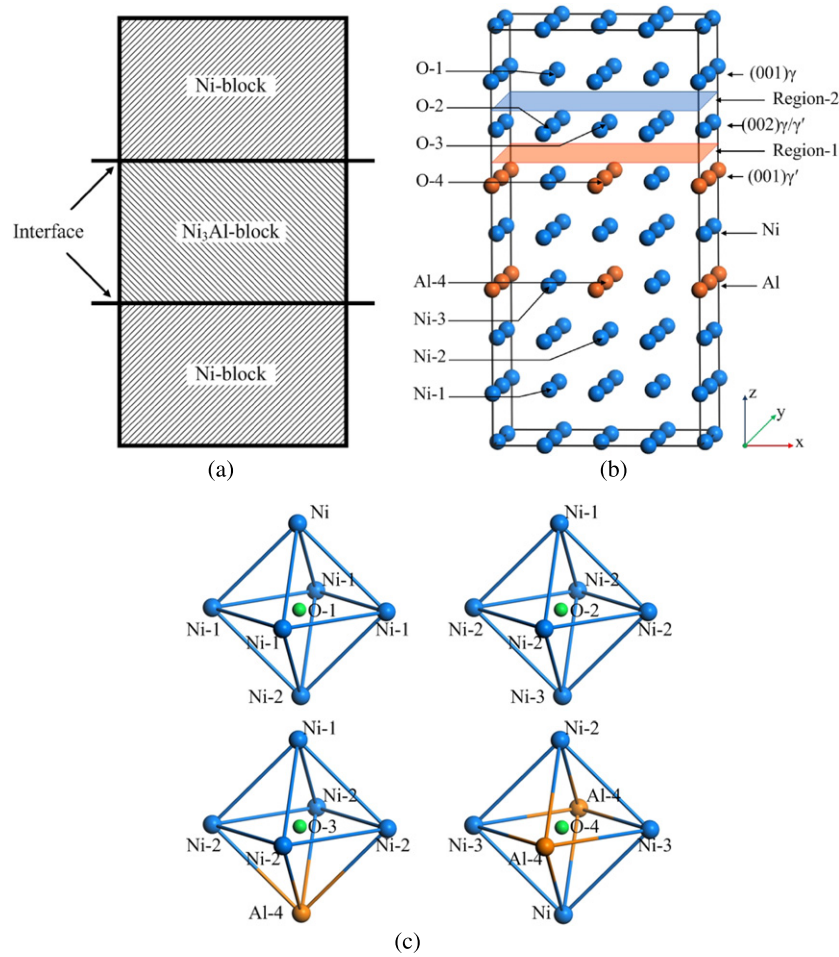 Ni-block
Interface
Ni₃Al-block
Ni-block
(a)
O-1
O-2
O-3
O-4
Al-4
Ni-3
Ni-2
Ni-1
(001)γ
Region-2
(002)γ/γ′
Region-1
(001)γ′
Ni
Al
z
y
x
(b)
Ni
Ni-1
O-1
Ni-1
Ni-1
Ni-1
Ni-2
Ni-1
Ni-2
O-2
Ni-2
Ni-2
Ni-2
Ni-3
Ni-1
Ni-2
O-3
Ni-2
Ni-2
Ni-2
Al-4
Ni-2
Al-4
O-4
Ni-3
Al-4
Ni-3
Ni
(c)